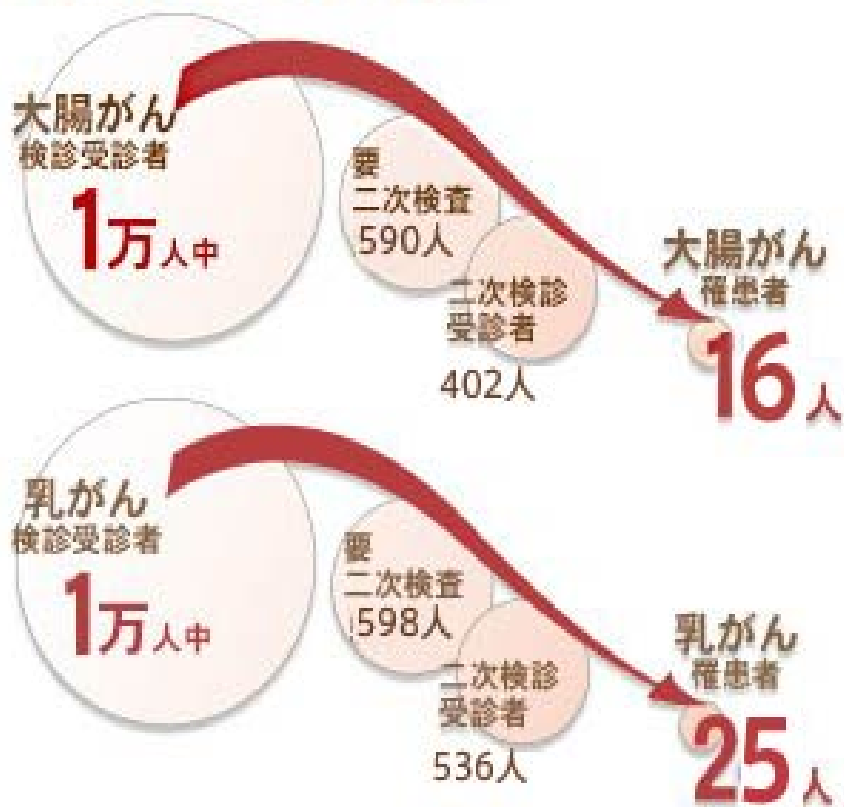 大腸がん
検診受診者
1万人中
要
二次検査
590人
二次検診
受診者
402人
大腸がん
罹患者
16人
乳がん
検診受診者
1万人中
要
二次検査
598人
二次検診
受診者
536人
乳がん
罹患者
25人